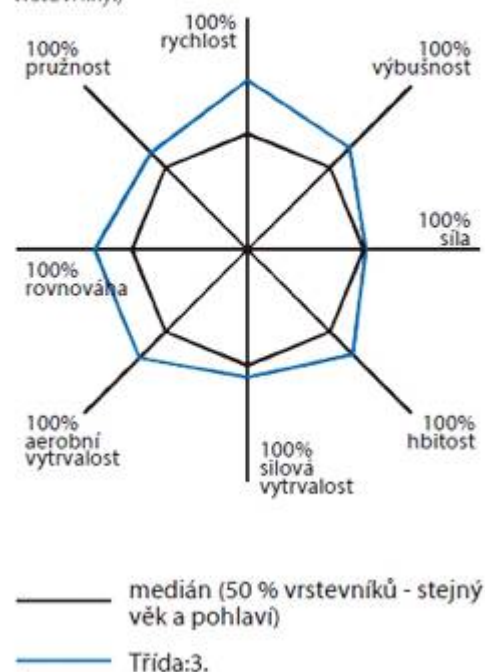 100%
rychlost
100%
pružnost
100%
výbušnost
100%
síla
100%
rovnováha
100%
aerobní
vytrvalost
100%
silová
vytrvalost
100%
hbitost
medián (50 % vrstevníků - stejný
věk a pohlaví)
Třída:3.